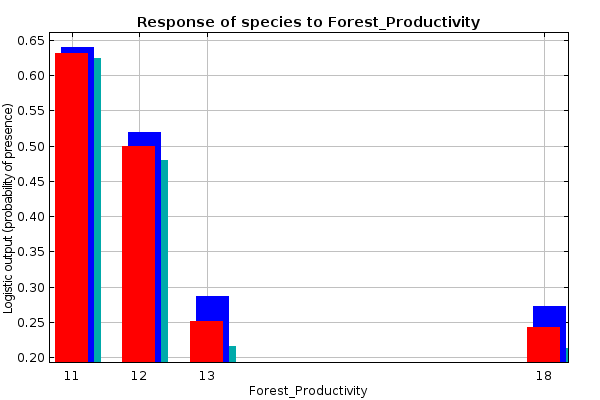 Response of species to Forest_Productivity
Logistic output (probability of presence)
0.65
0.60
0.55
0.50
0.45
0.40
0.35
0.30
0.25
0.20
11 12 13 18
Forest_Productivity